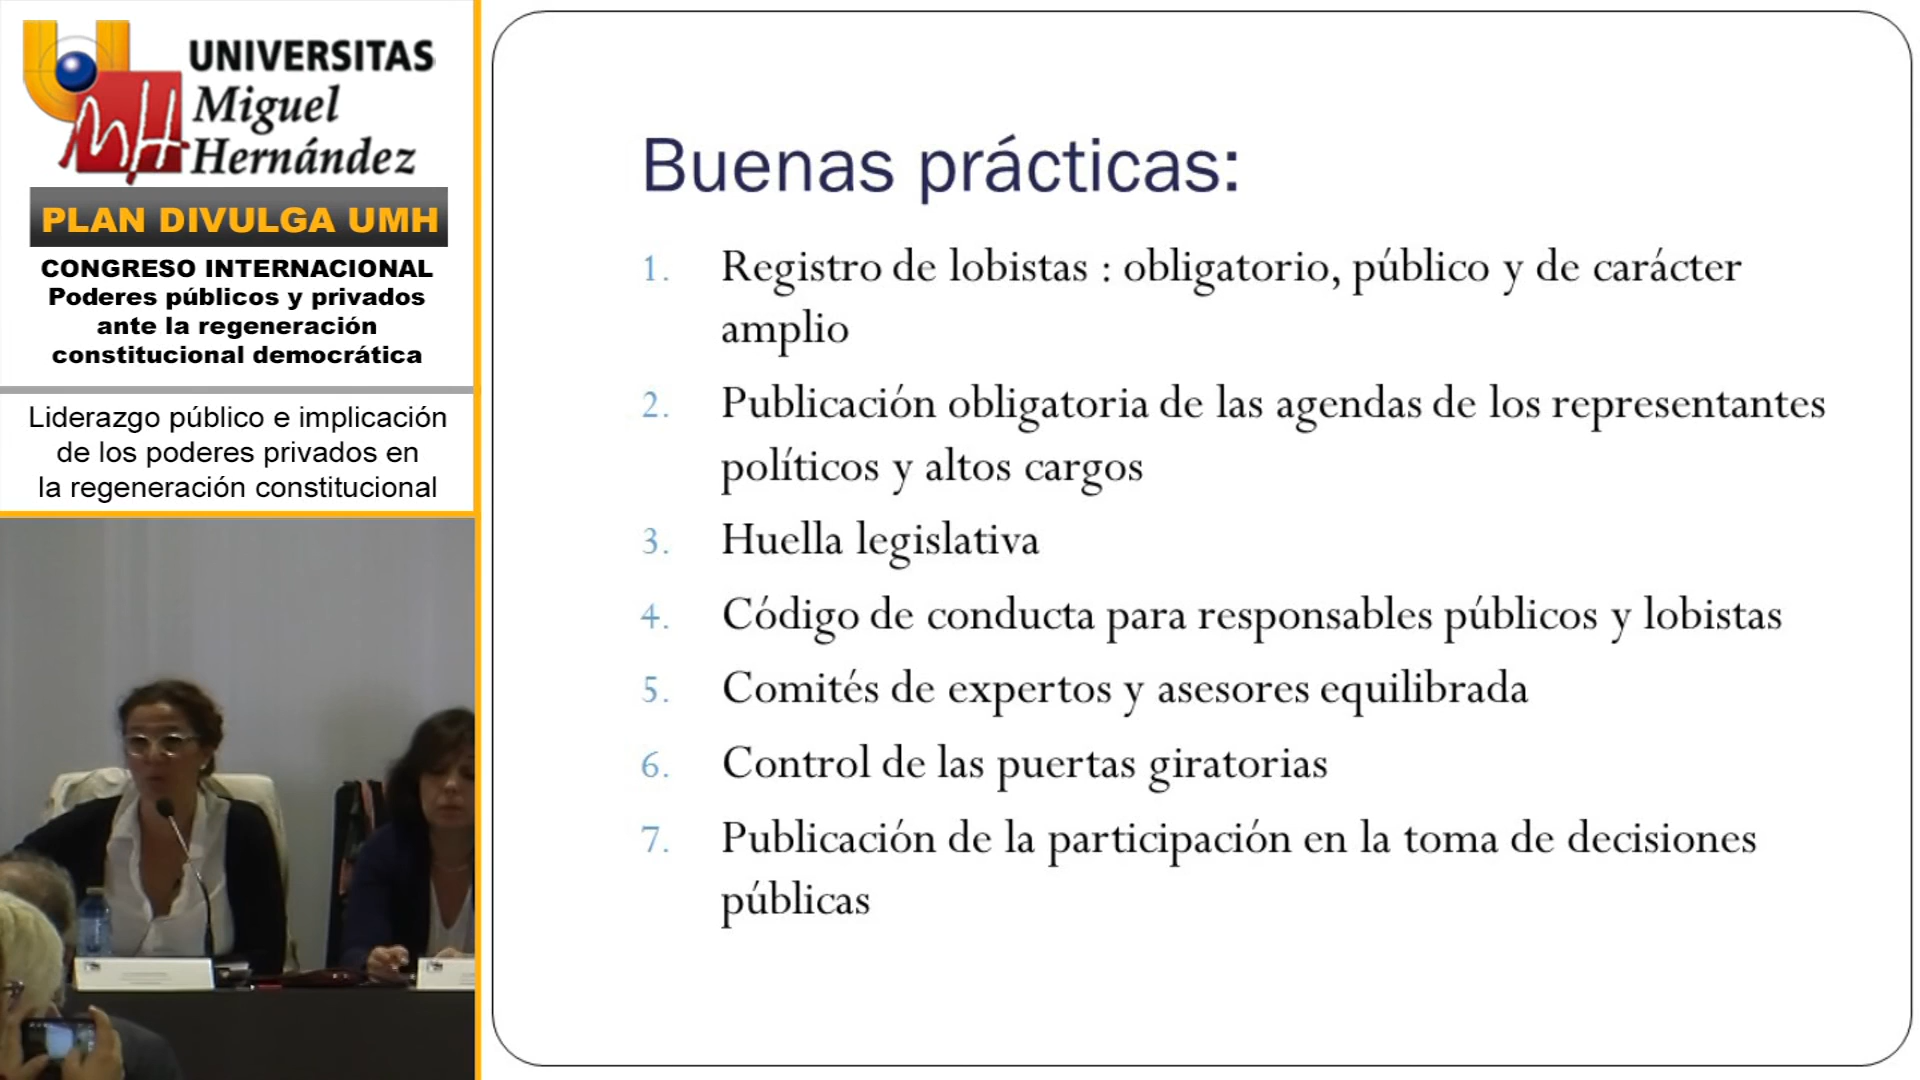 UNIVERSITAS
Miguel
Hernández
PLAN DIVULGA UMH
CONGRESO INTERNACIONAL
Poderes públicos y privados
ante la regeneración
constitucional democrática
Liderazgo público e implicación
de los poderes privados en
la regeneración constitucional
Buenas prácticas:
1. Registro de lobistas : obligatorio, público y de carácter
amplio
2. Publicación obligatoria de las agendas de los representantes
políticos y altos cargos
3. Huella legislativa
4. Código de conducta para responsables públicos y lobistas
5. Comités de expertos y asesores equilibrada
6. Control de las puertas giratorias
7. Publicación de la participación en la toma de decisiones
públicas